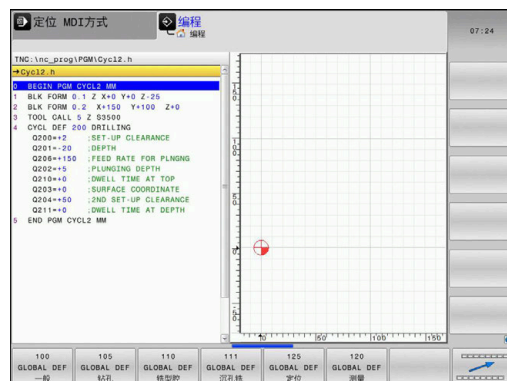 定位 MDI方式
编程
编程
07:24
TNC:\nc_prog\PGM\Cycl2.h
→Cycl2.h
0 BEGIN PGM CYCL2 MM
1 BLK FORM 0.1 Z X+0 Y+0 Z-25
2 BLK FORM 0.2 X+150 Y+100 Z+0
3 TOOL CALL 5 Z S3500
4 CYCL DEF 200 DRILLING
Q200=+2 ;SET-UP CLEARANCE
Q201=-20 ;DEPTH
Q206=+150 ;FEED RATE FOR PLNGNG
Q202=+5 ;PLUNGING DEPTH
Q210=+0 ;DWELL TIME AT TOP
Q203=+0 ;SURFACE COORDINATE
Q204=+50 ;2ND SET-UP CLEARANCE
Q211=+0 ;DWELL TIME AT DEPTH
5 END PGM CYCL2 MM
0 50 100 150
100 GLOBAL DEF 一般
105 GLOBAL DEF 钻孔
110 GLOBAL DEF 铣型腔
111 GLOBAL DEF 沉孔铣
125 GLOBAL DEF 定位
120 GLOBAL DEF 测量